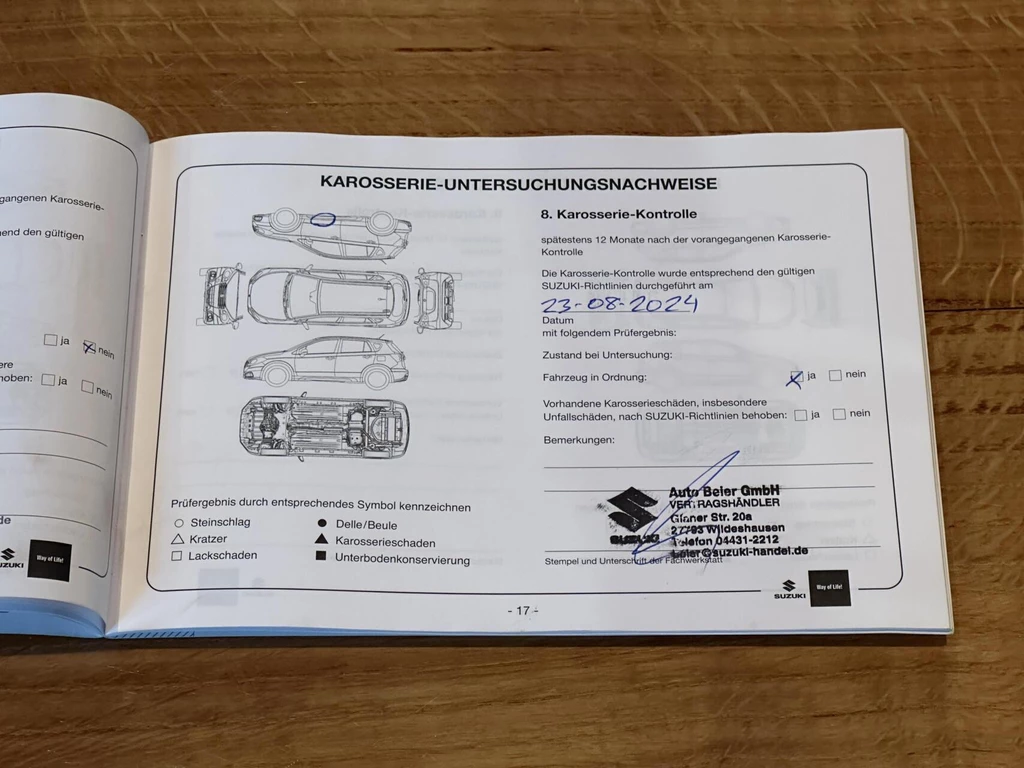 gangenen Karosserie-
end den gültigen
ja nein
ere
hoben: ja nein
de
SUZUKI
Way of Life!
KAROSSERIE-UNTERSUCHUNGSNACHWEISE
Prüfergebnis durch entsprechendes Symbol kennzeichnen
Steinschlag
Delle/Beule
Kratzer
Karosserieschaden
Lackschaden
Unterbodenkonservierung
8. Karosserie-Kontrolle
spätestens 12 Monate nach der vorangegangenen Karosserie-
Kontrolle
Die Karosserie-Kontrolle wurde entsprechend den gültigen
SUZUKI-Richtlinien durchgeführt am
23-08-2024
Datum
mit folgendem Prüfergebnis:
Zustand bei Untersuchung:
Fahrzeug in Ordnung: ja nein
Vorhandene Karosserieschäden, insbesondere
Unfallschäden, nach SUZUKI-Richtlinien behoben: ja nein
Bemerkungen:
SUZUKI
Auto Beier GmbH
VERTRAGSHÄNDLER
Glaner Str. 20a
27793 Wildeshausen
Telefon 04431-2212
beier@suzuki-handel.de
Stempel und Unterschrift der Fachwerkstatt
SUZUKI
Way of Life!
- 17 -